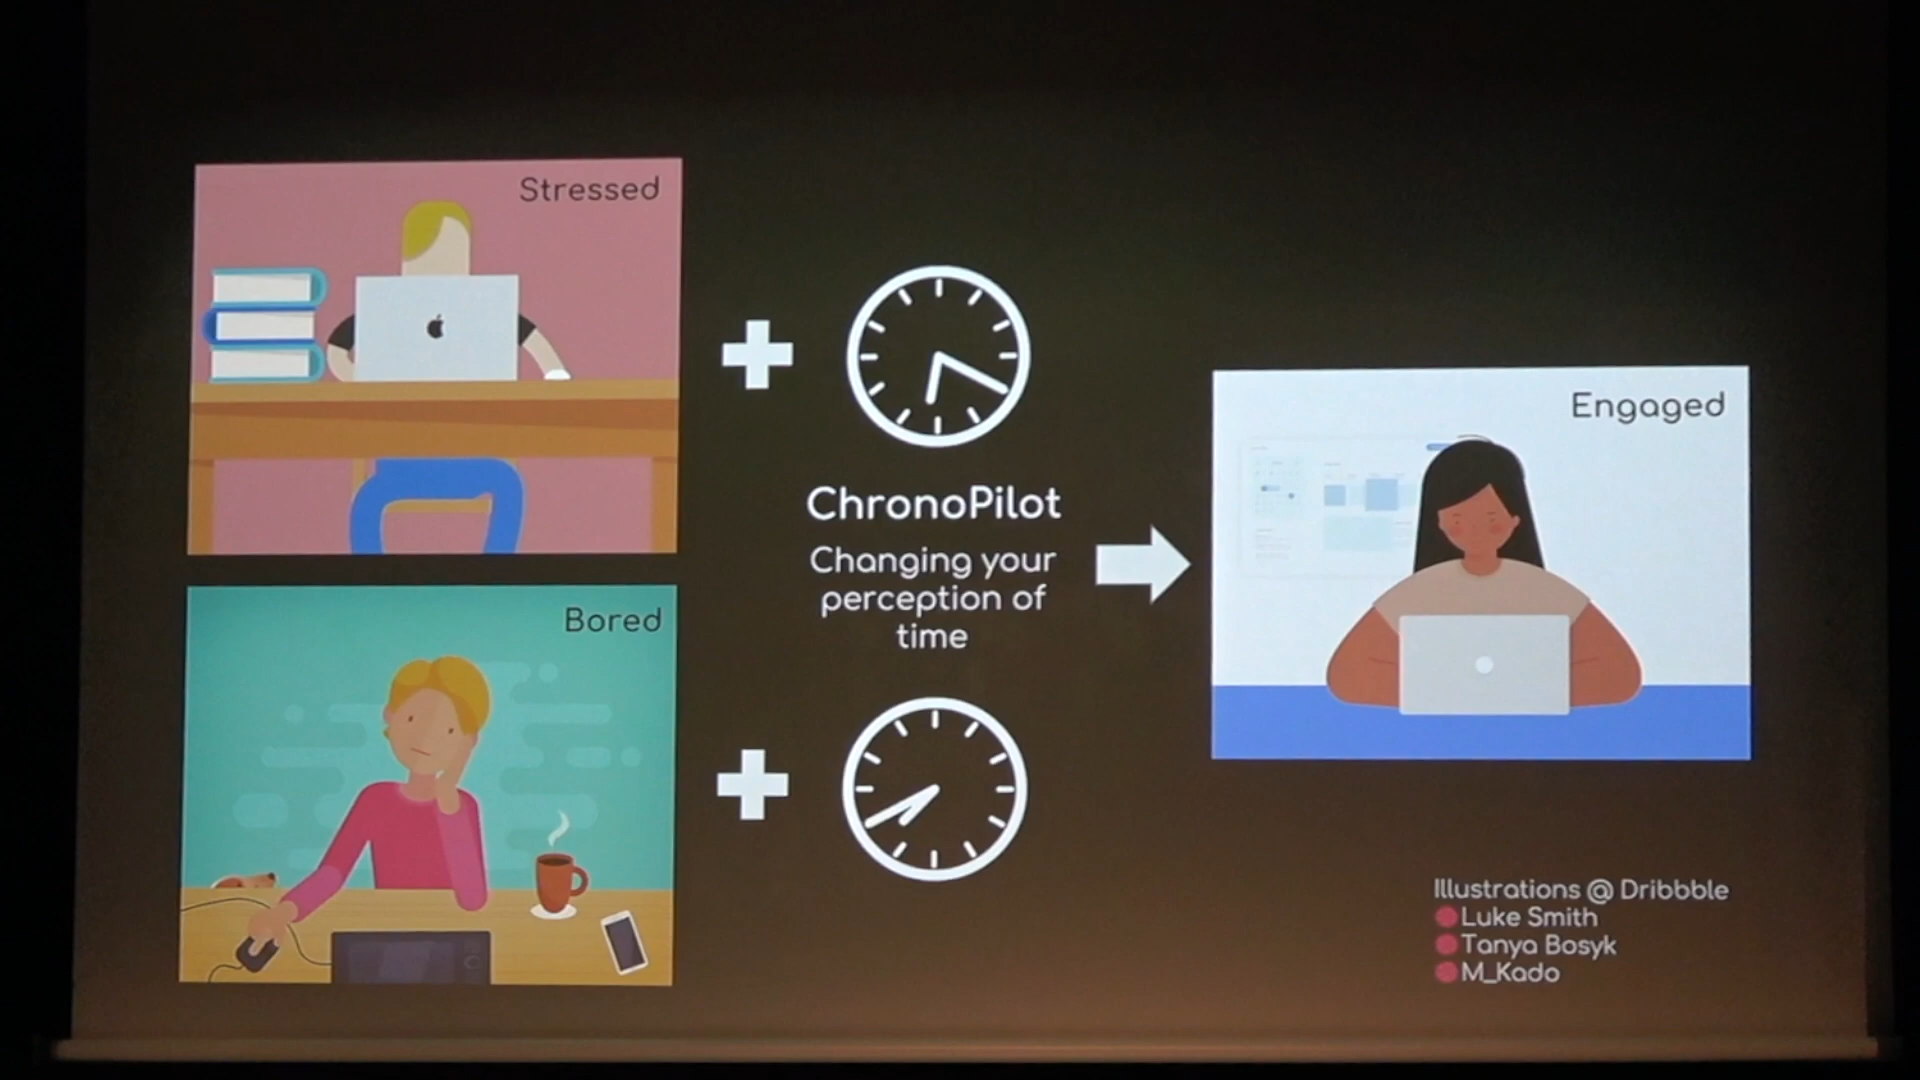 Stressed
Bored
ChronoPilot
Changing your
perception of
time
Engaged
Illustrations @ Dribbble
Luke Smith
Tanya Bosyk
M_Kado